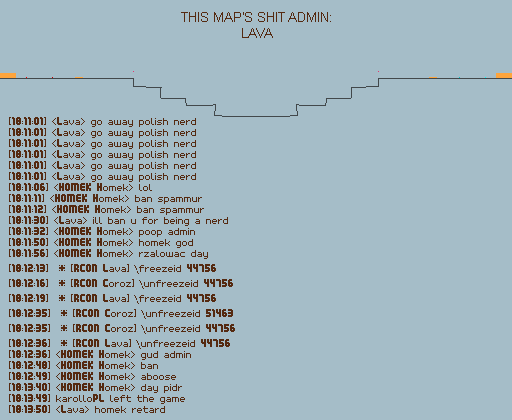 THIS MAP'S SHIT ADMIN:
LAVA
[18:11:01] <Lava> go away polish nerd
[18:11:01] <Lava> go away polish nerd
[18:11:01] <Lava> go away polish nerd
[18:11:01] <Lava> go away polish nerd
[18:11:01] <Lava> go away polish nerd
[18:11:01] <Lava> go away polish nerd
[18:11:06] <HOMEK Homek> lol
[18:11:11] <HOMEK Homek> ban spammur
[18:11:12] <HOMEK Homek> ban spammur
[18:11:30] <Lava> ill ban u for being a nerd
[18:11:32] <HOMEK Homek> poop admin
[18:11:50] <HOMEK Homek> homek god
[18:11:56] <HOMEK Homek> rzalowac day
[18:12:13] * [RCON Lava] \freezeid 44756
[18:12:16] * [RCON Coroz] \unfreezeid 44756
[18:12:19] * [RCON Lava] \freezeid 44756
[18:12:35] * [RCON Coroz] \unfreezeid 51463
[18:12:35] * [RCON Coroz] \unfreezeid 44756
[18:12:36] * [RCON Lava] \unfreezeid 44756
[18:12:36] <HOMEK Homek> gud admin
[18:12:48] <HOMEK Homek> ban
[18:12:49] <HOMEK Homek> aboose
[18:13:40] <HOMEK Homek> day pidr
[18:13:49] karolloPL left the game
[18:13:50] <Lava> homek retard